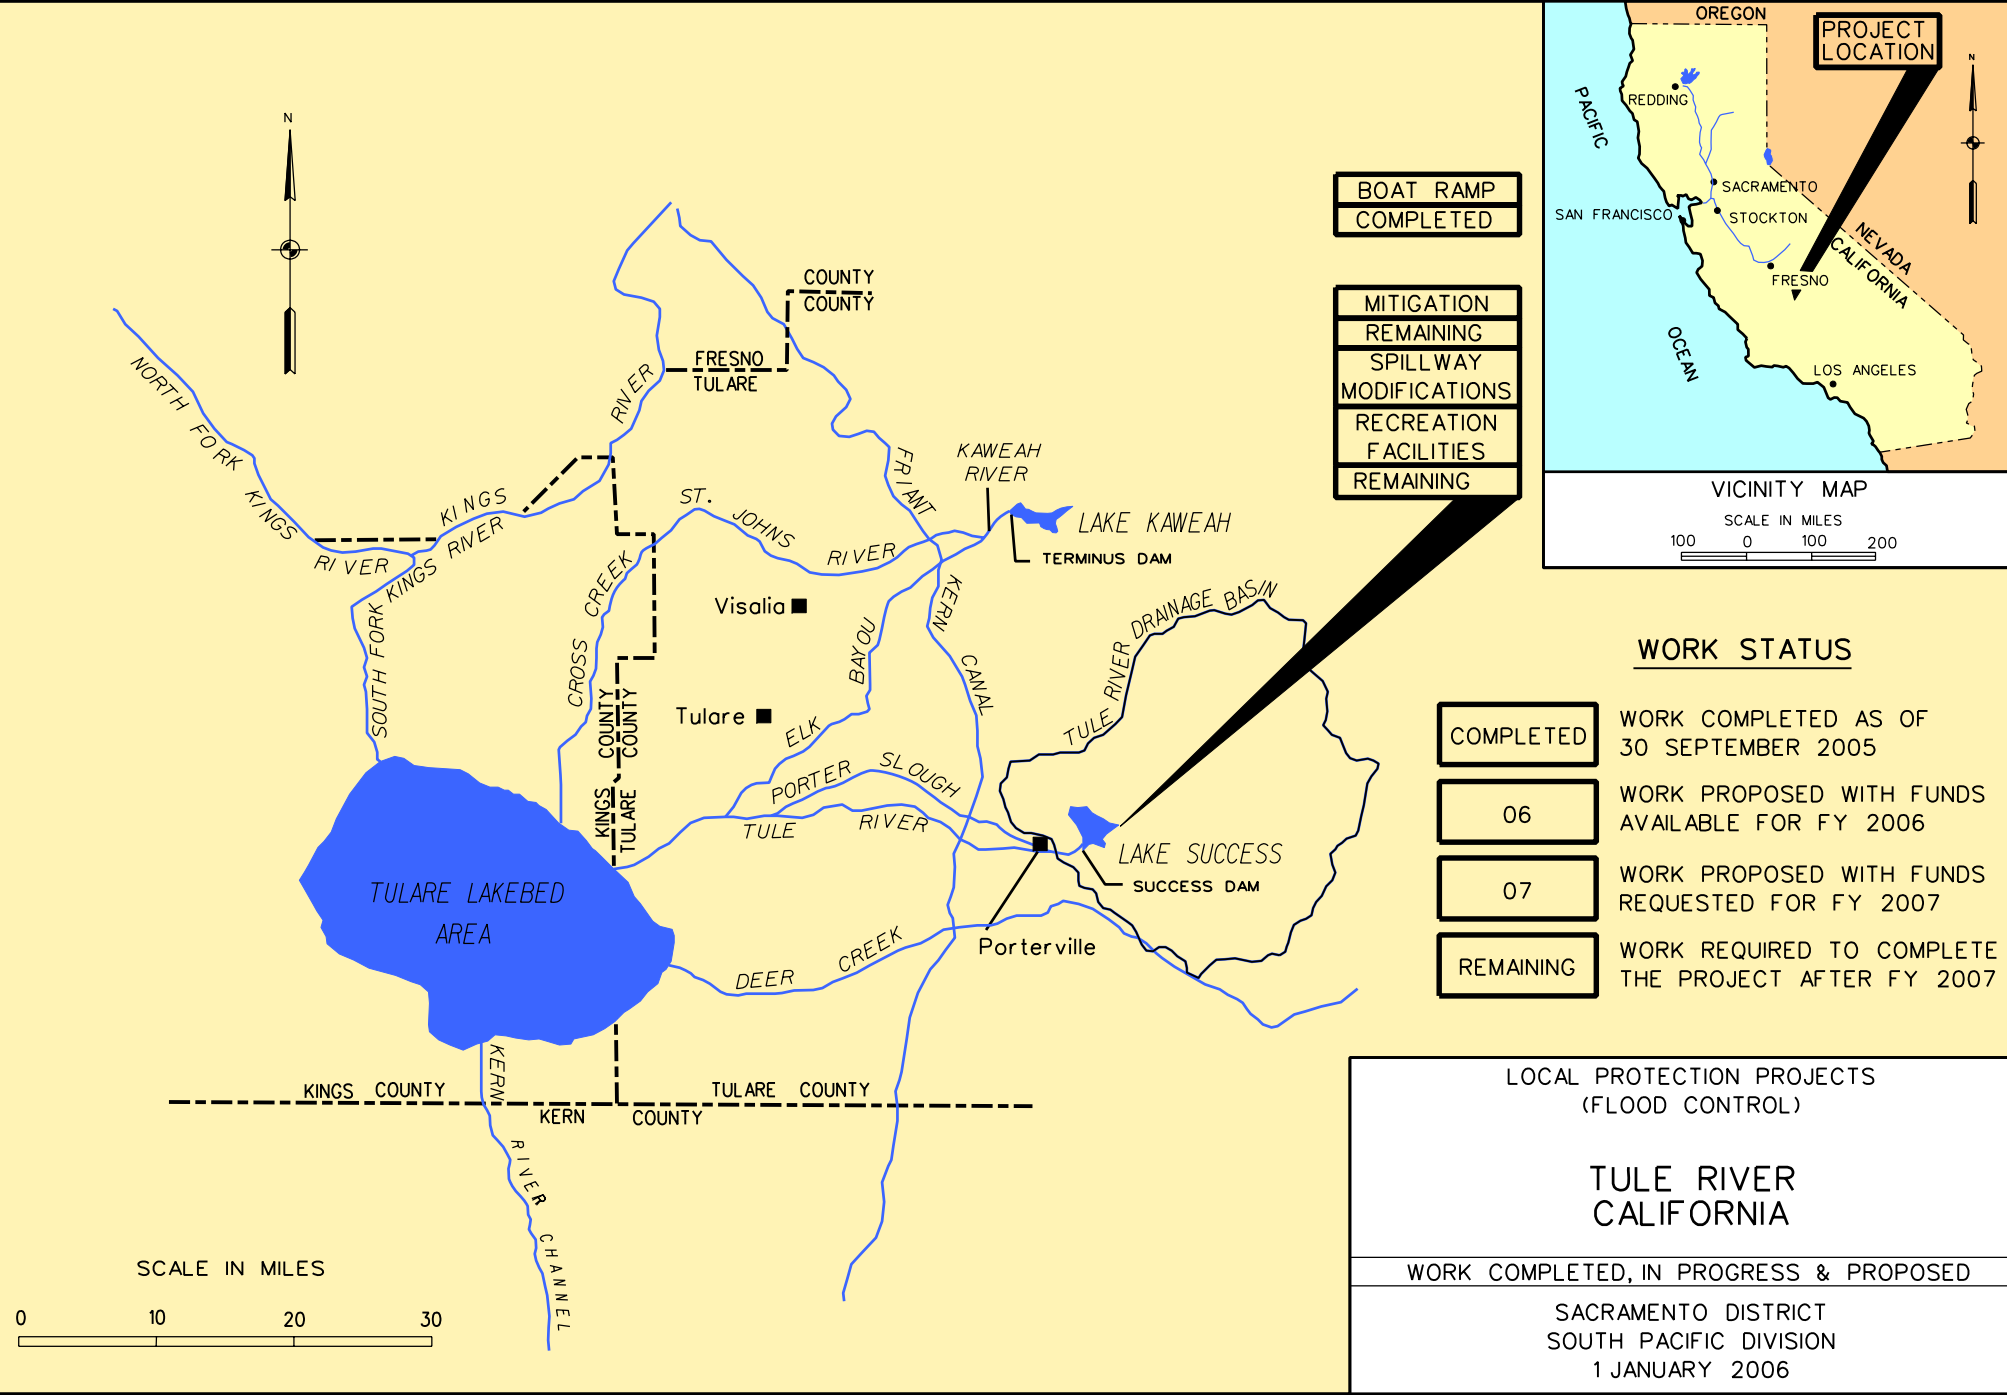 N
COUNTY
COUNTY
FRESNO
TULARE
NORTH FORK KINGS RIVER
KINGS RIVER
KINGS RIVER
SOUTH FORK KINGS RIVER
ST. JOHNS RIVER
CROSS CREEK
FRIANT KERN CANAL
KAWEAH
RIVER
LAKE KAWEAH
TERMINUS DAM
Visalia
Tulare
ELK BAYOU
KINGS COUNTY
TULARE COUNTY
PORTER SLOUGH
TULE RIVER
TULE RIVER DRAINAGE BASIN
LAKE SUCCESS
SUCCESS DAM
Porterville
DEER CREEK
TULARE LAKEBED
AREA
KERN RIVER CHANNEL
KINGS COUNTY
TULARE COUNTY
KERN COUNTY
SCALE IN MILES
0 10 20 30
BOAT RAMP
COMPLETED
MITIGATION
REMAINING
SPILLWAY
MODIFICATIONS
RECREATION
FACILITIES
REMAINING
OREGON
PROJECT
LOCATION
N
PACIFIC
OCEAN
REDDING
SACRAMENTO
SAN FRANCISCO
STOCKTON
NEVADA
CALIFORNIA
FRESNO
LOS ANGELES
VICINITY MAP
SCALE IN MILES
100 0 100 200
WORK STATUS
COMPLETED
WORK COMPLETED AS OF
30 SEPTEMBER 2005
06
WORK PROPOSED WITH FUNDS
AVAILABLE FOR FY 2006
07
WORK PROPOSED WITH FUNDS
REQUESTED FOR FY 2007
REMAINING
WORK REQUIRED TO COMPLETE
THE PROJECT AFTER FY 2007
LOCAL PROTECTION PROJECTS
(FLOOD CONTROL)
TULE RIVER
CALIFORNIA
WORK COMPLETED, IN PROGRESS & PROPOSED
SACRAMENTO DISTRICT
SOUTH PACIFIC DIVISION
1 JANUARY 2006